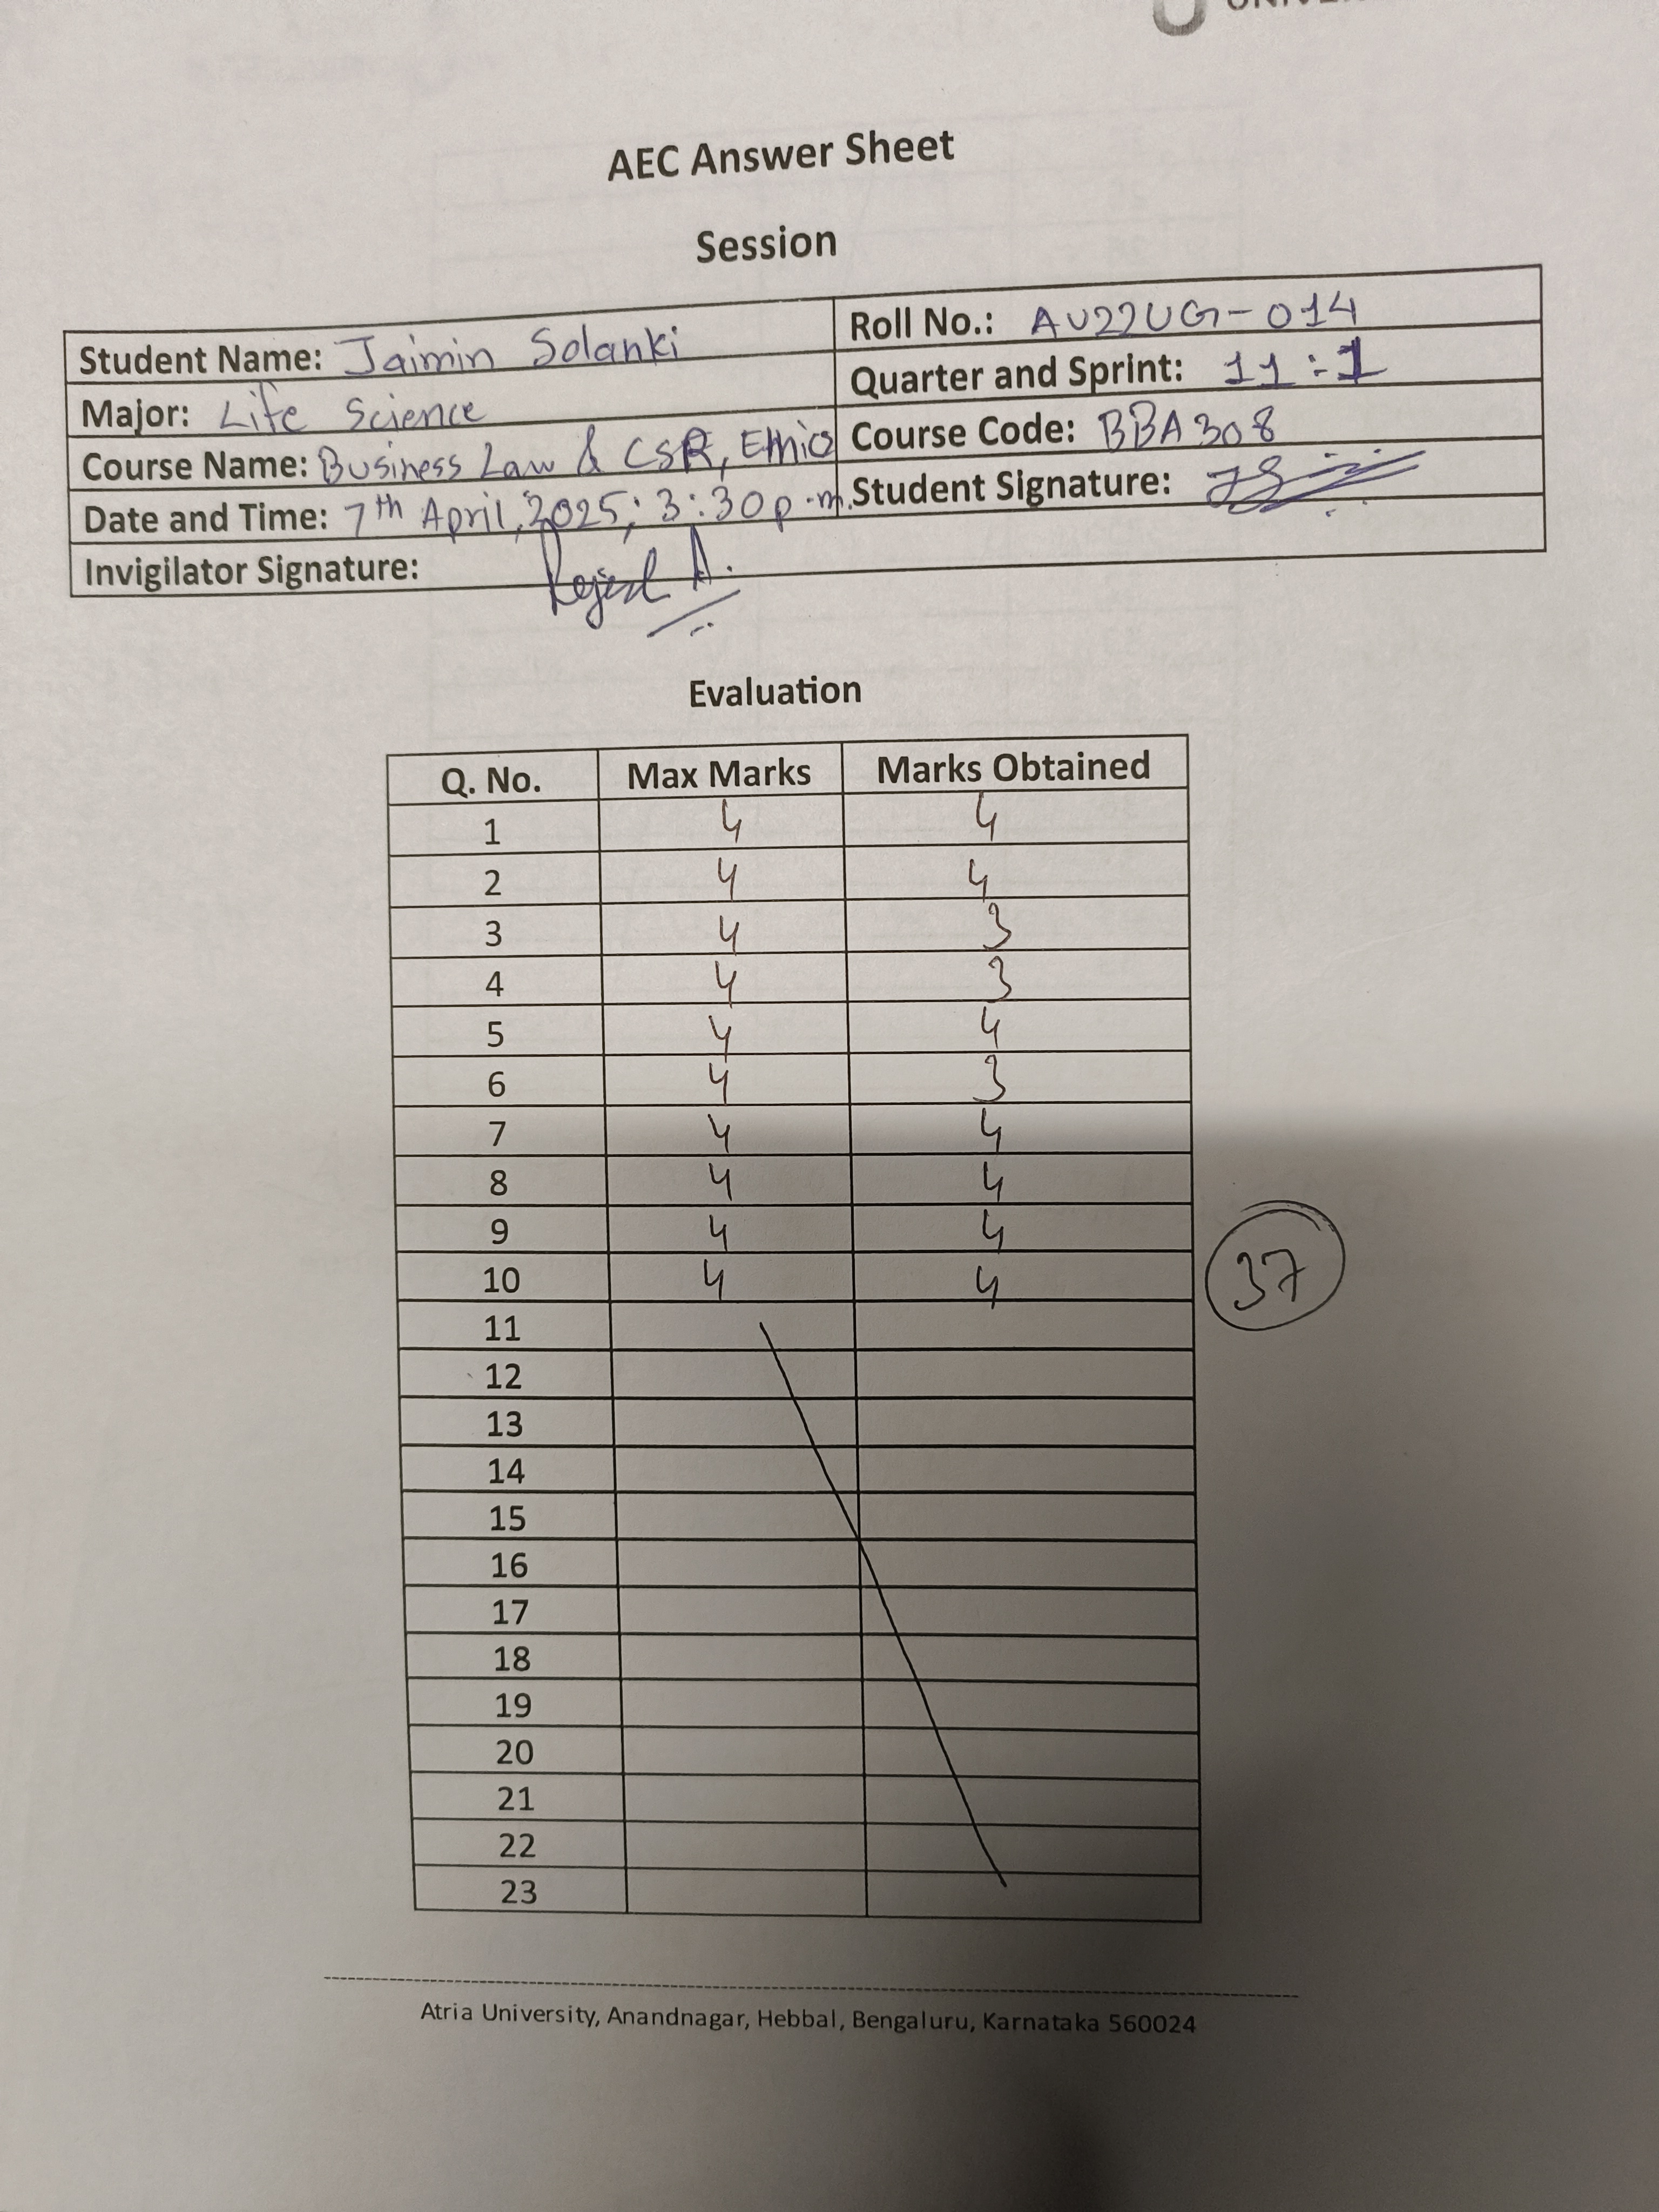 AEC Answer Sheet
Session
Student Name: Jaimin Solanki
Roll No.: AU22UG-014
Major: Life Science
Quarter and Sprint: 11:1
Course Name: Business Law & CSR, Ethics
Course Code: BBA308
Date and Time: 7th April, 2025; 3:30p.m.
Student Signature: JS
Invigilator Signature:
Evaluation
Q. No. Max Marks Marks Obtained
1 4 4
2 4 4
3 4 3
4 4 3
5 4 4
6 4 3
7 4 4
8 4 4
9 4 4
10 4 4
37
11
12
13
14
15
16
17
18
19
20
21
22
23
Atria University, Anandnagar, Hebbal, Bengaluru, Karnataka 560024